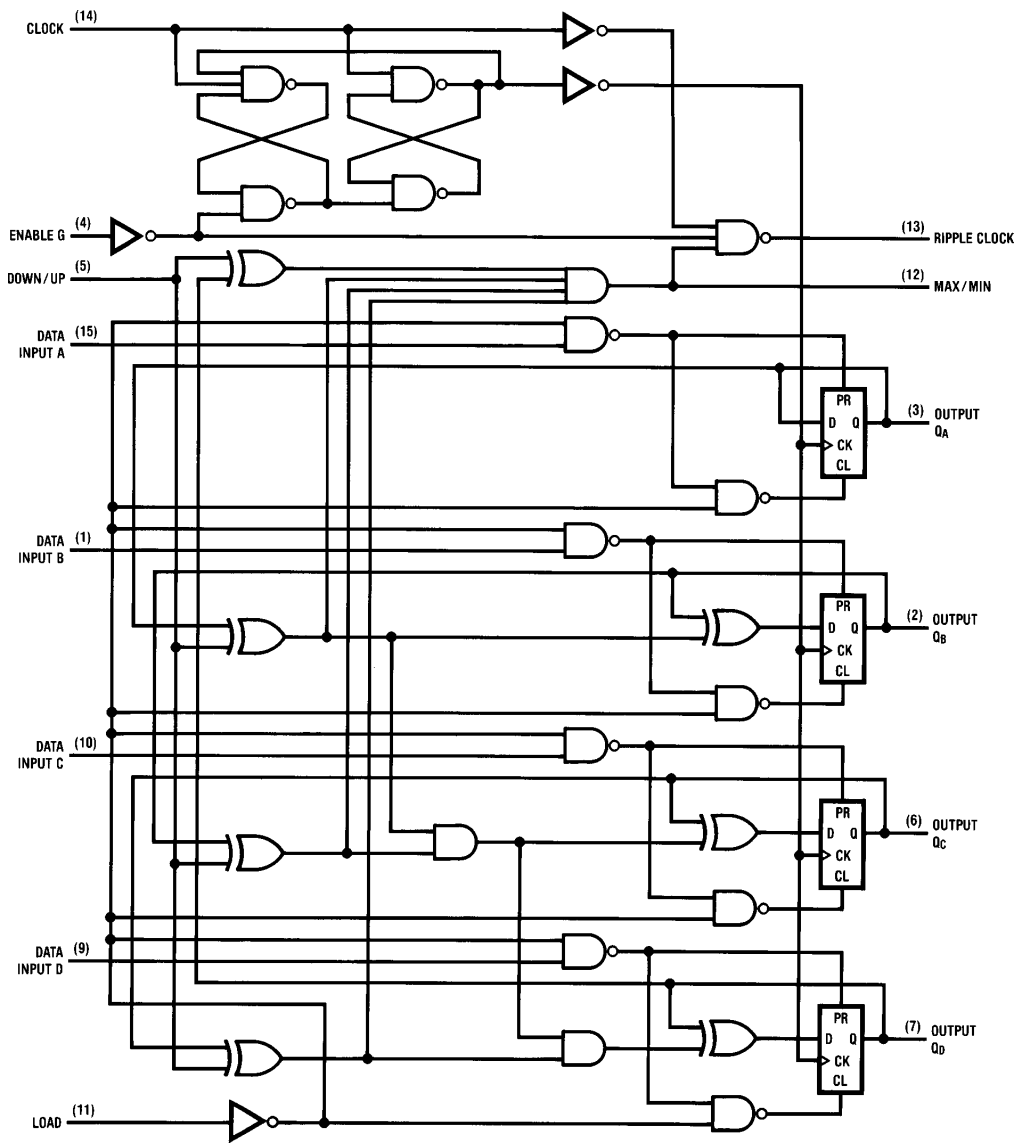 CLOCK (14)
ENABLE G (4)
(13) RIPPLE CLOCK
DOWN/UP (5)
(12) MAX/MIN
DATA INPUT A (15)
PR
D Q
CK
CL
(3) OUTPUT QA
DATA INPUT B (1)
PR
D Q
CK
CL
(2) OUTPUT QB
DATA INPUT C (10)
PR
D Q
CK
CL
(6) OUTPUT QC
DATA INPUT D (9)
PR
D Q
CK
CL
(7) OUTPUT QD
LOAD (11)